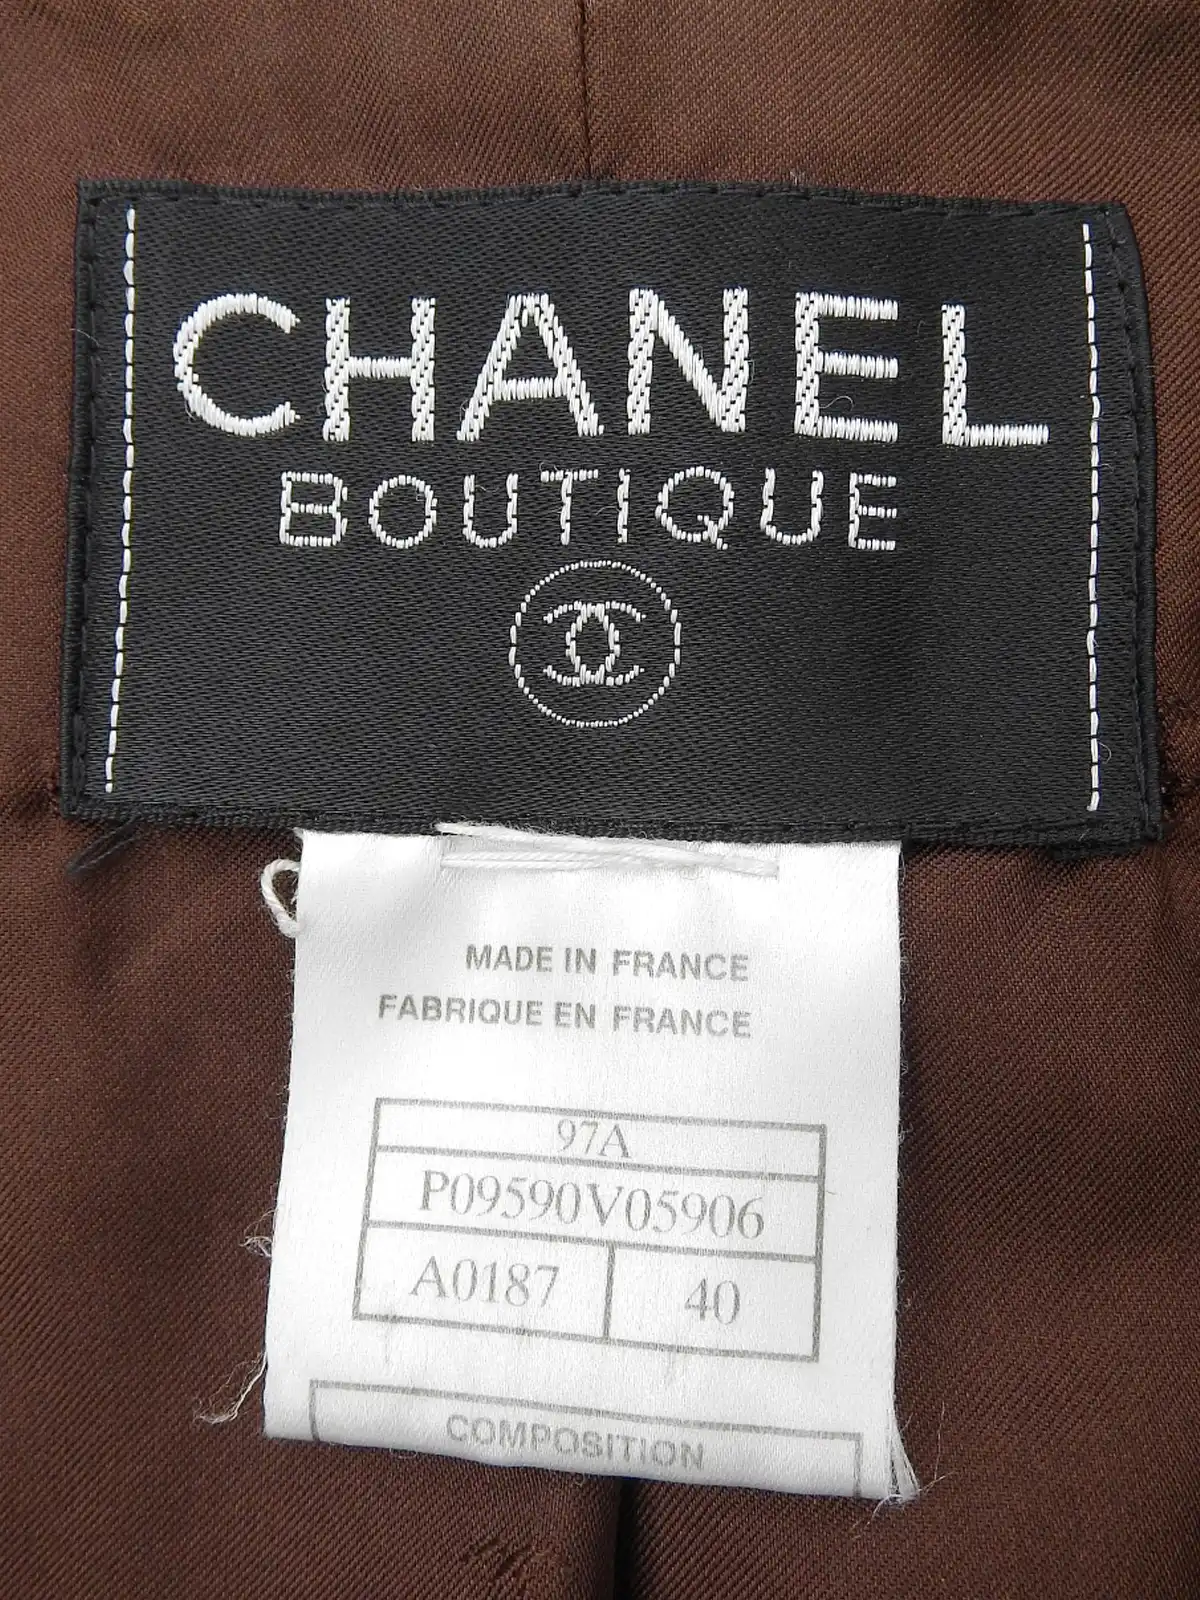 CHANEL
BOUTIQUE
MADE IN FRANCE
FABRIQUE EN FRANCE
97A
P09590V05906
A0187 40
COMPOSITION